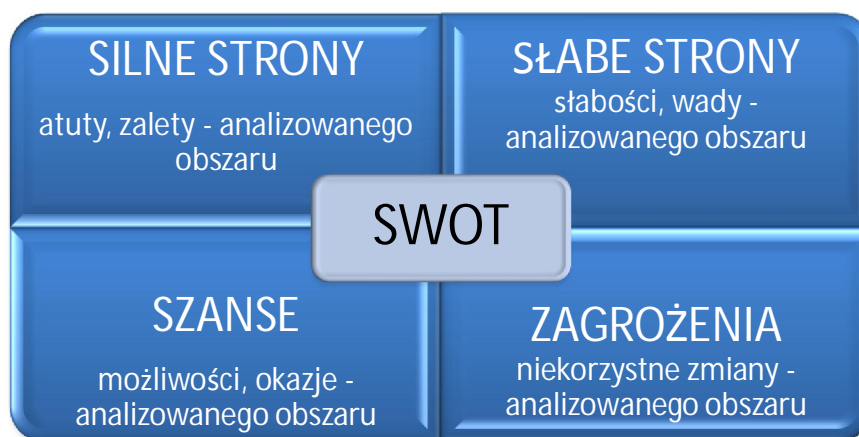 SILNE STRONY
atuty, zalety - analizowanego
obszaru
SŁABE STRONY
słabości, wady -
analizowanego obszaru
SWOT
SZANSE
możliwości, okazje -
analizowanego obszaru
ZAGROŻENIA
niekorzystne zmiany -
analizowanego obszaru